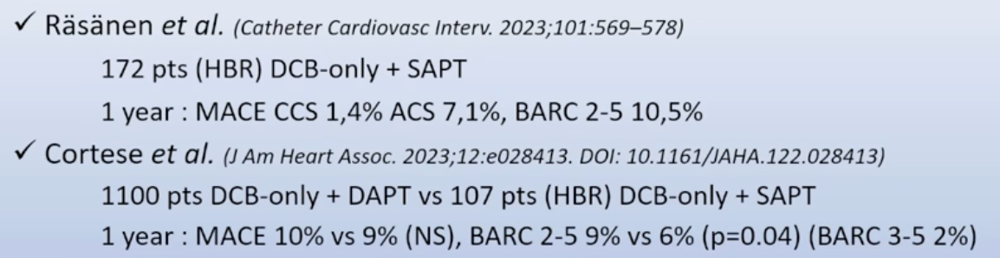 ✓ Räsänen et al. (Catheter Cardiovasc Interv. 2023;101:569–578)
172 pts (HBR) DCB-only + SAPT
1 year : MACE CCS 1,4% ACS 7,1%, BARC 2-5 10,5%
✓ Cortese et al. (J Am Heart Assoc. 2023;12:e028413. DOI: 10.1161/JAHA.122.028413)
1100 pts DCB-only + DAPT vs 107 pts (HBR) DCB-only + SAPT
1 year : MACE 10% vs 9% (NS), BARC 2-5 9% vs 6% (p=0.04) (BARC 3-5 2%)